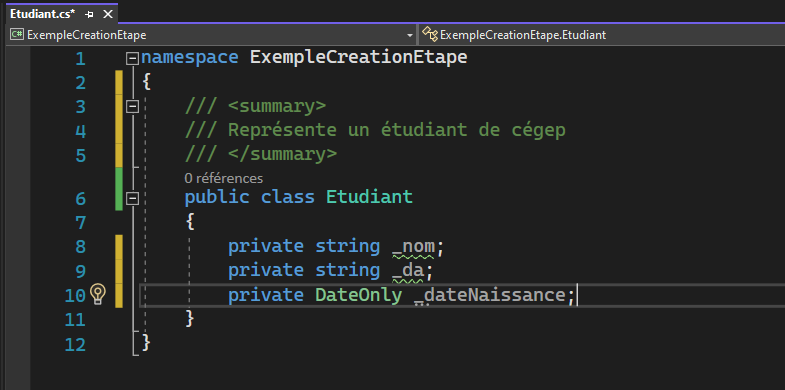 Etudiant.cs*
C# ExempleCreationEtape
ExempleCreationEtape.Etudiant
1 namespace ExempleCreationEtape
2 {
3 /// <summary>
4 /// Représente un étudiant de cégep
5 /// </summary>
0 références
6 public class Etudiant
7 {
8 private string _nom;
9 private string _da;
10 private DateOnly _dateNaissance;
11 }
12 }